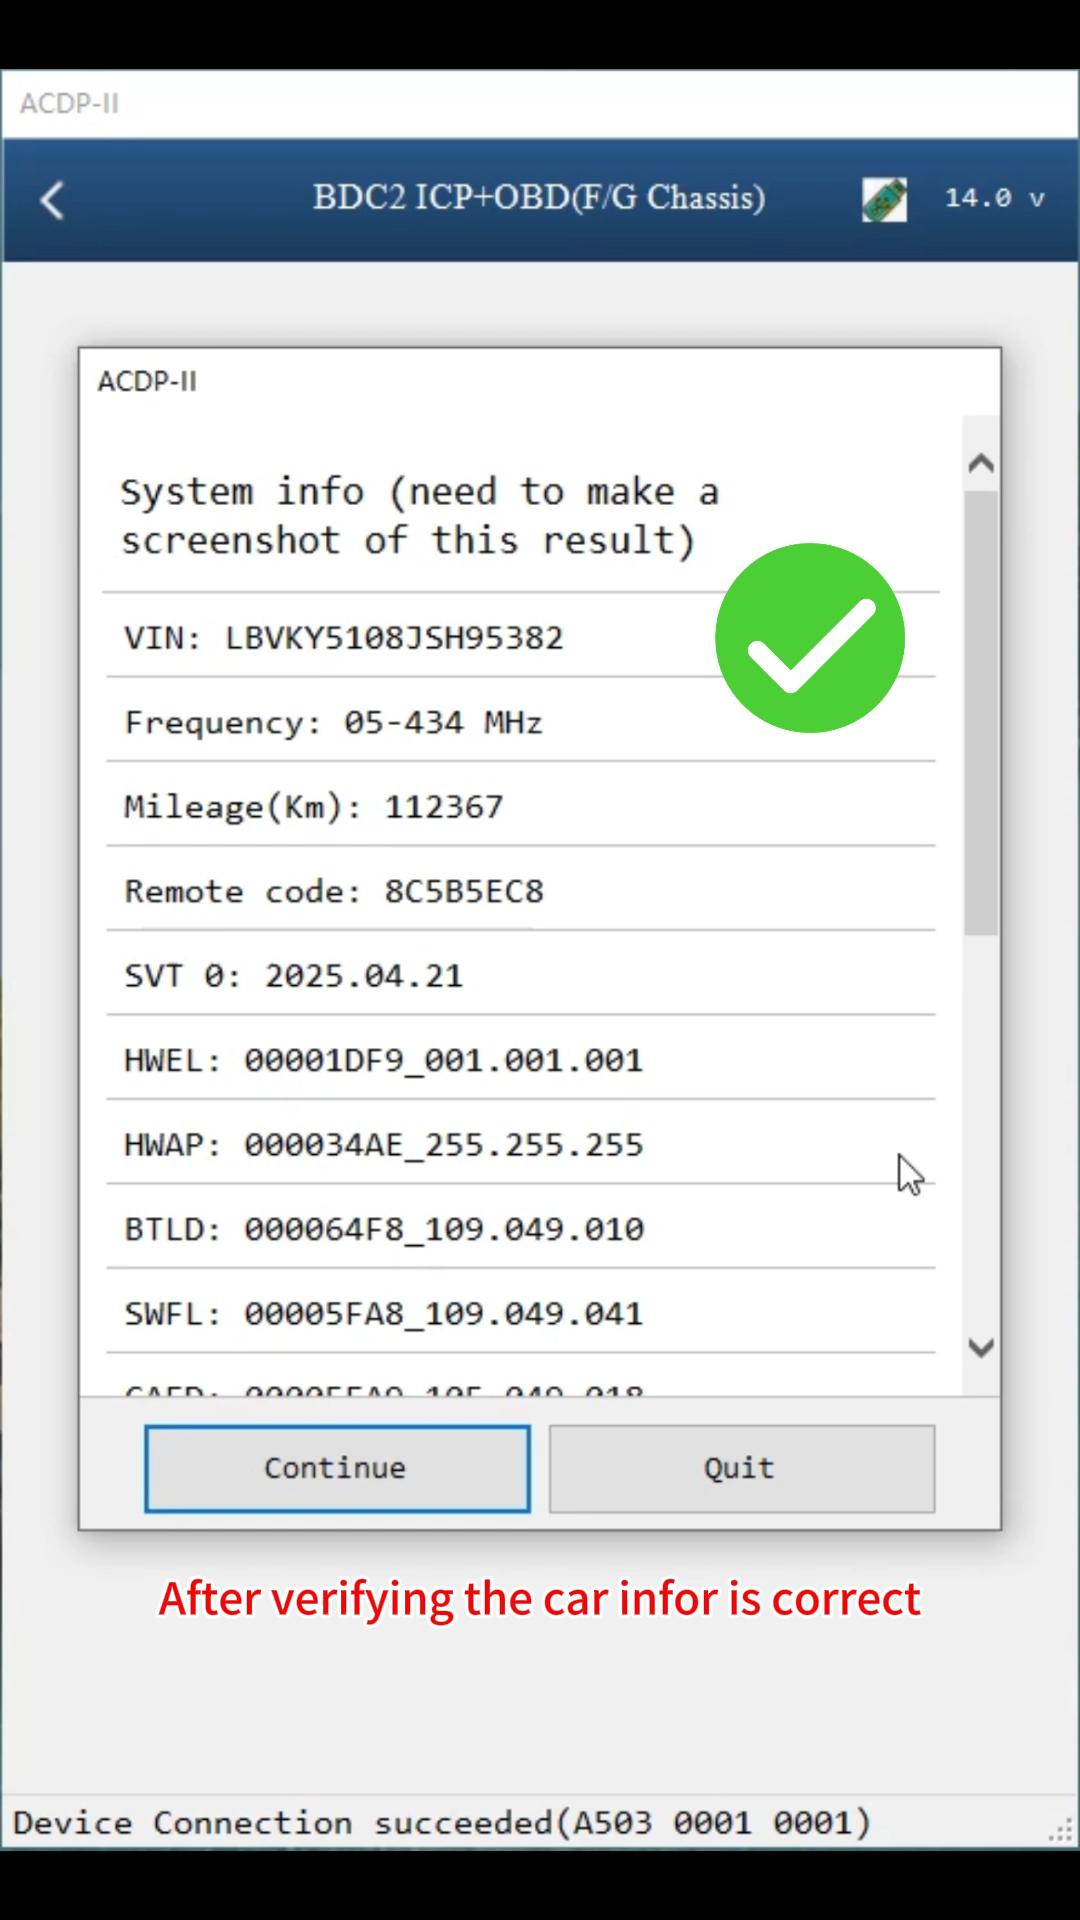 ACDP-II
BDC2 ICP+OBD(F/G Chassis)
14.0 v
ACDP-II
System info (need to make a
screenshot of this result)
VIN: LBVKY5108JSH95382
Frequency: 05-434 MHz
Mileage(Km): 112367
Remote code: 8C5B5EC8
SVT 0: 2025.04.21
HWEL: 00001DF9_001.001.001
HWAP: 000034AE_255.255.255
BTLD: 000064F8_109.049.010
SWFL: 00005FA8_109.049.041
Continue
Quit
After verifying the car infor is correct
Device Connection succeeded(A503 0001 0001)